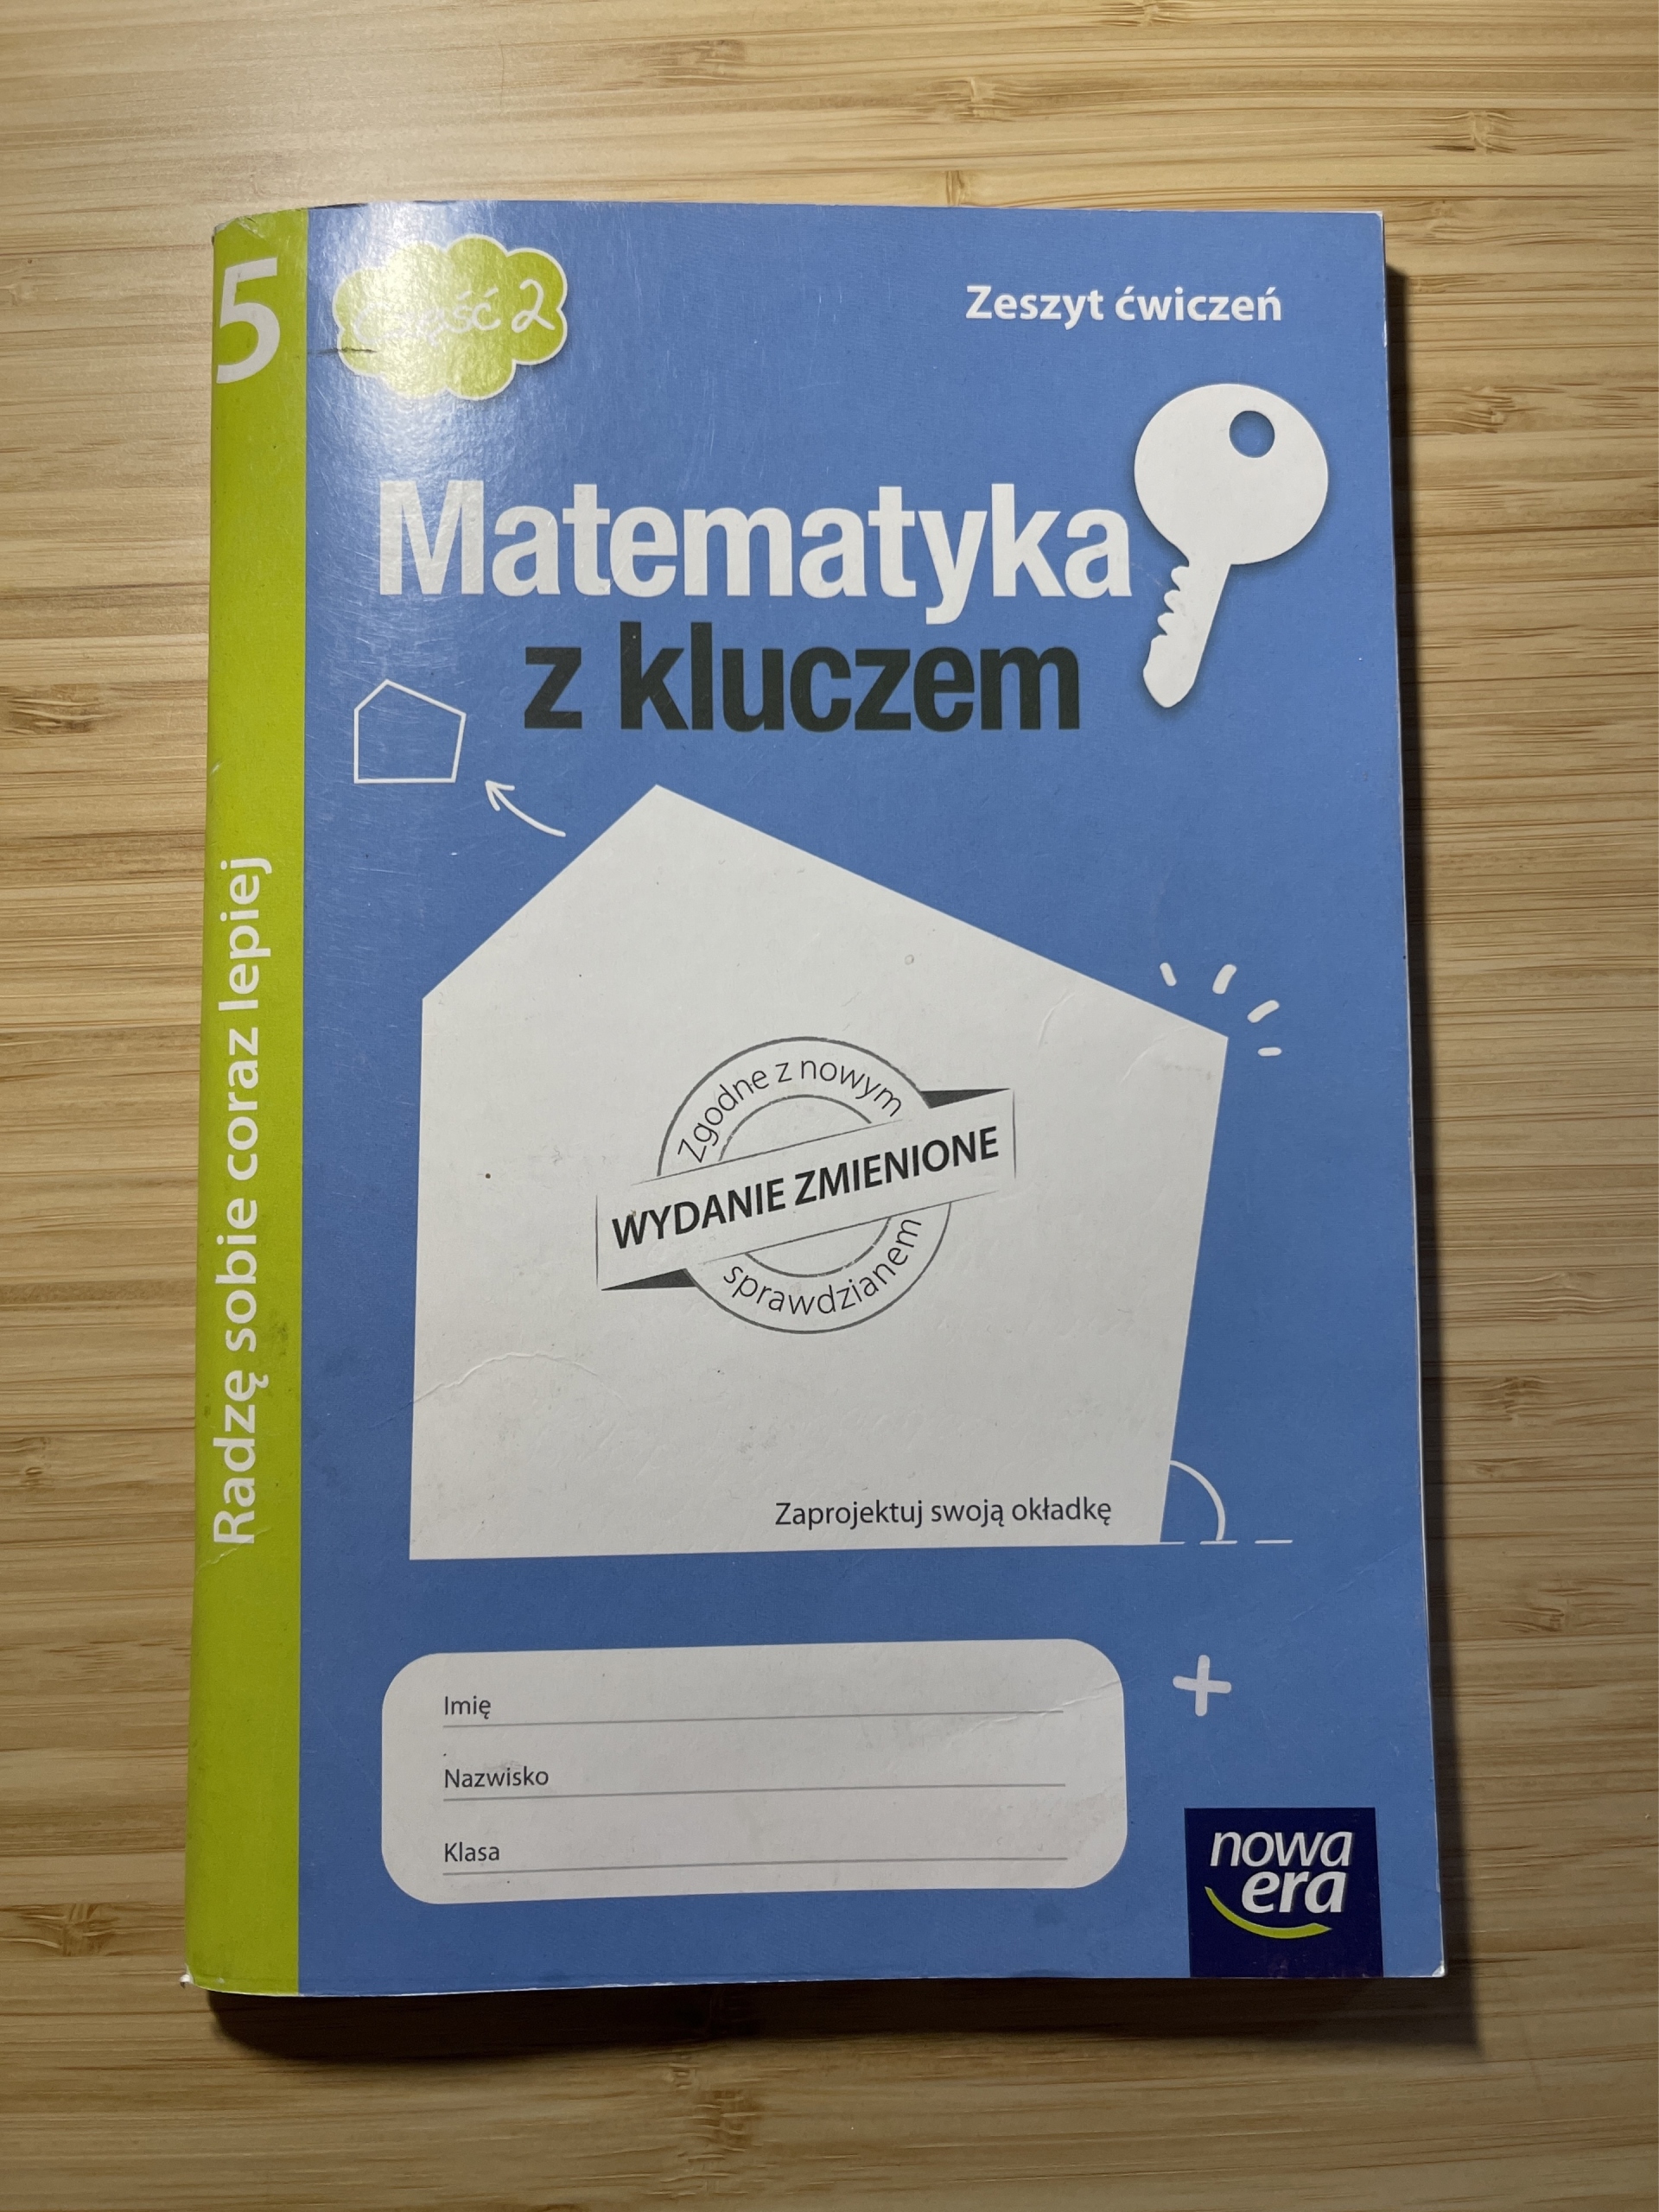 5
Część 2
Zeszyt ćwiczeń
Matematyka
z kluczem
Radzę sobie coraz lepiej
Zgodne z nowym
WYDANIE ZMIENIONE
sprawdzianem
Zaprojektuj swoją okładkę
Imię
Nazwisko
Klasa
nowa
era